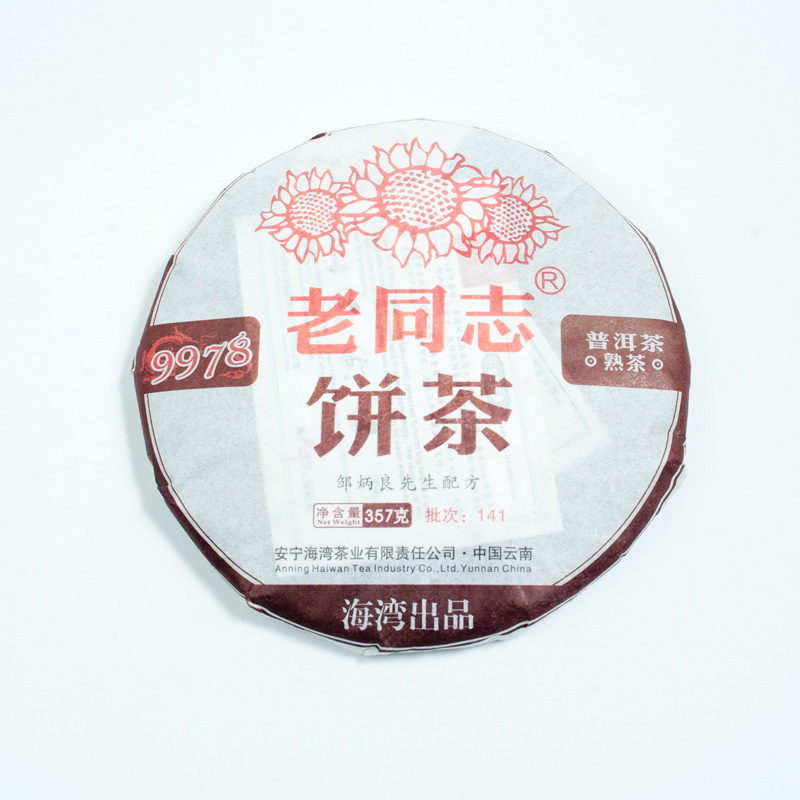 ®
老同志
9978
普洱茶
熟茶
饼茶
邹炳良先生配方
净含量 357克 批次：141
Net Weight
安宁海湾茶业有限责任公司·中国云南
Anning Haiwan Tea Industry Co.,Ltd.Yunnan China
海湾出品